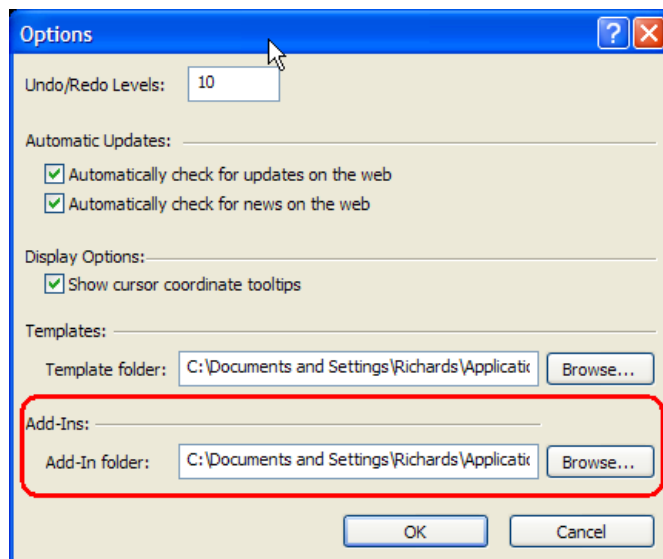 Options
Undo/Redo Levels: 10
Automatic Updates:
Automatically check for updates on the web
Automatically check for news on the web
Display Options:
Show cursor coordinate tooltips
Templates:
Template folder: C:\Documents and Settings\Richards\Applicatic Browse...
Add-Ins:
Add-In folder: C:\Documents and Settings\Richards\Applicatic Browse...
OK Cancel